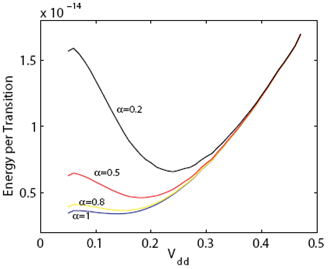 x 10 ⁻¹⁴
Energy per Transition
1.5
1
0.5
α=0.2
α=0.5
α=0.8
α=1
0 0.1 0.2 0.3 0.4 0.5
V_dd